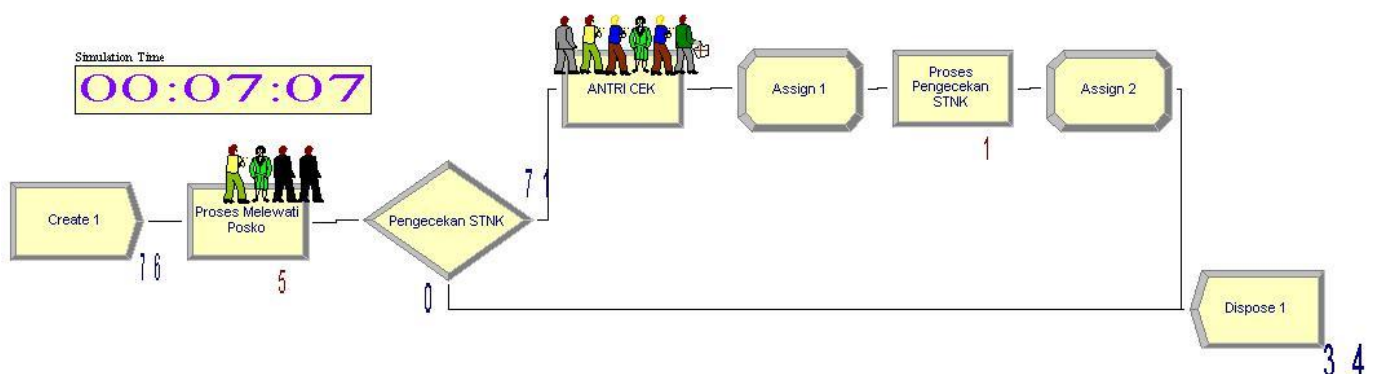 Simulation Time
00:07:07
ANTRI CEK
Assign 1
Proses
Pengecekan
STNK
Assign 2
1
7 1
Create 1
7 6
Proses Melewati
Posko
5
Pengecekan STNK
0
Dispose 1
3 4